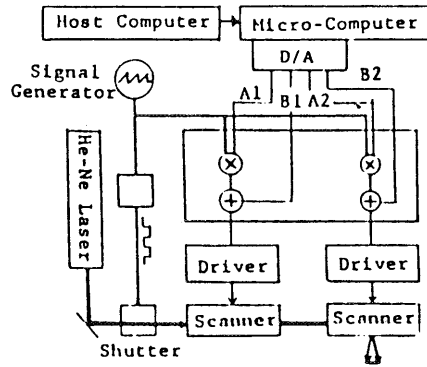 Host Computer
Micro-Computer
D/A
Signal
Generator
A1
B1
A2
B2
He-Ne Laser
×
×
+
+
Driver
Driver
Scanner
Scanner
Shutter